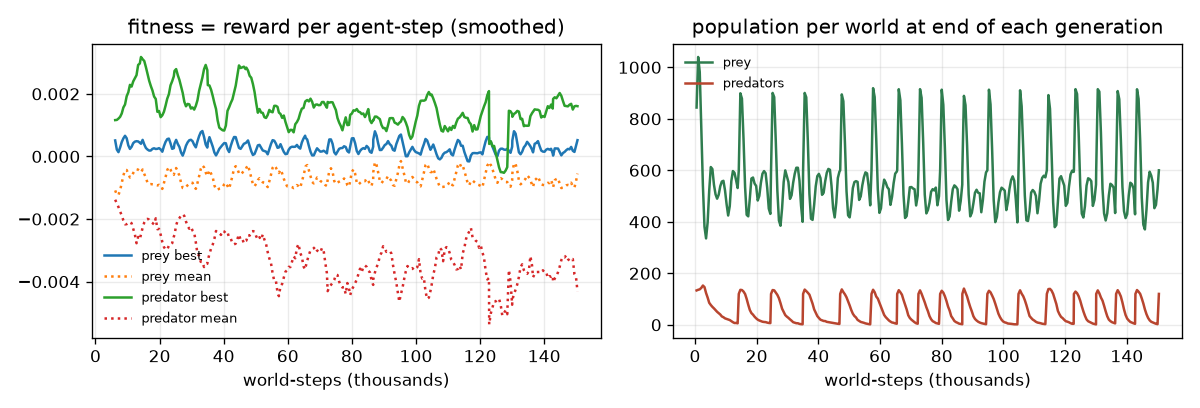 fitness = reward per agent-step (smoothed)
0.002
0.000
−0.002
−0.004
prey best
prey mean
predator best
predator mean
0
20
40
60
80
100
120
140
world-steps (thousands)
population per world at end of each generation
prey
predators
1000
800
600
400
200
0
0
20
40
60
80
100
120
140
world-steps (thousands)